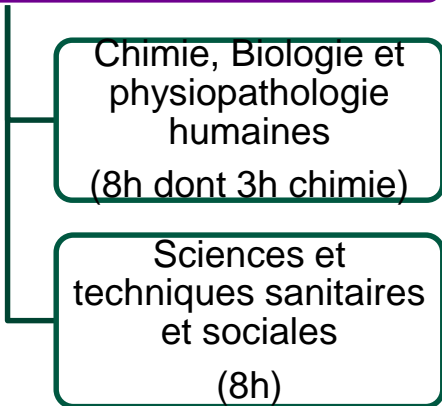 Chimie, Biologie et
physiopathologie
humaines
(8h dont 3h chimie)
Sciences et
techniques sanitaires
et sociales
(8h)